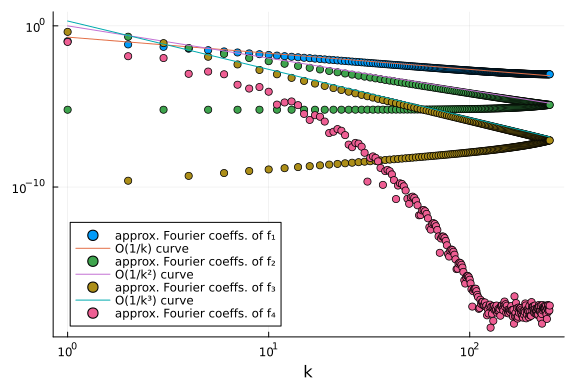 10⁰
10⁻¹⁰
approx. Fourier coeffs. of f₁
O(1/k) curve
approx. Fourier coeffs. of f₂
O(1/k²) curve
approx. Fourier coeffs. of f₃
O(1/k³) curve
approx. Fourier coeffs. of f₄
10⁰ 10¹ 10²
k